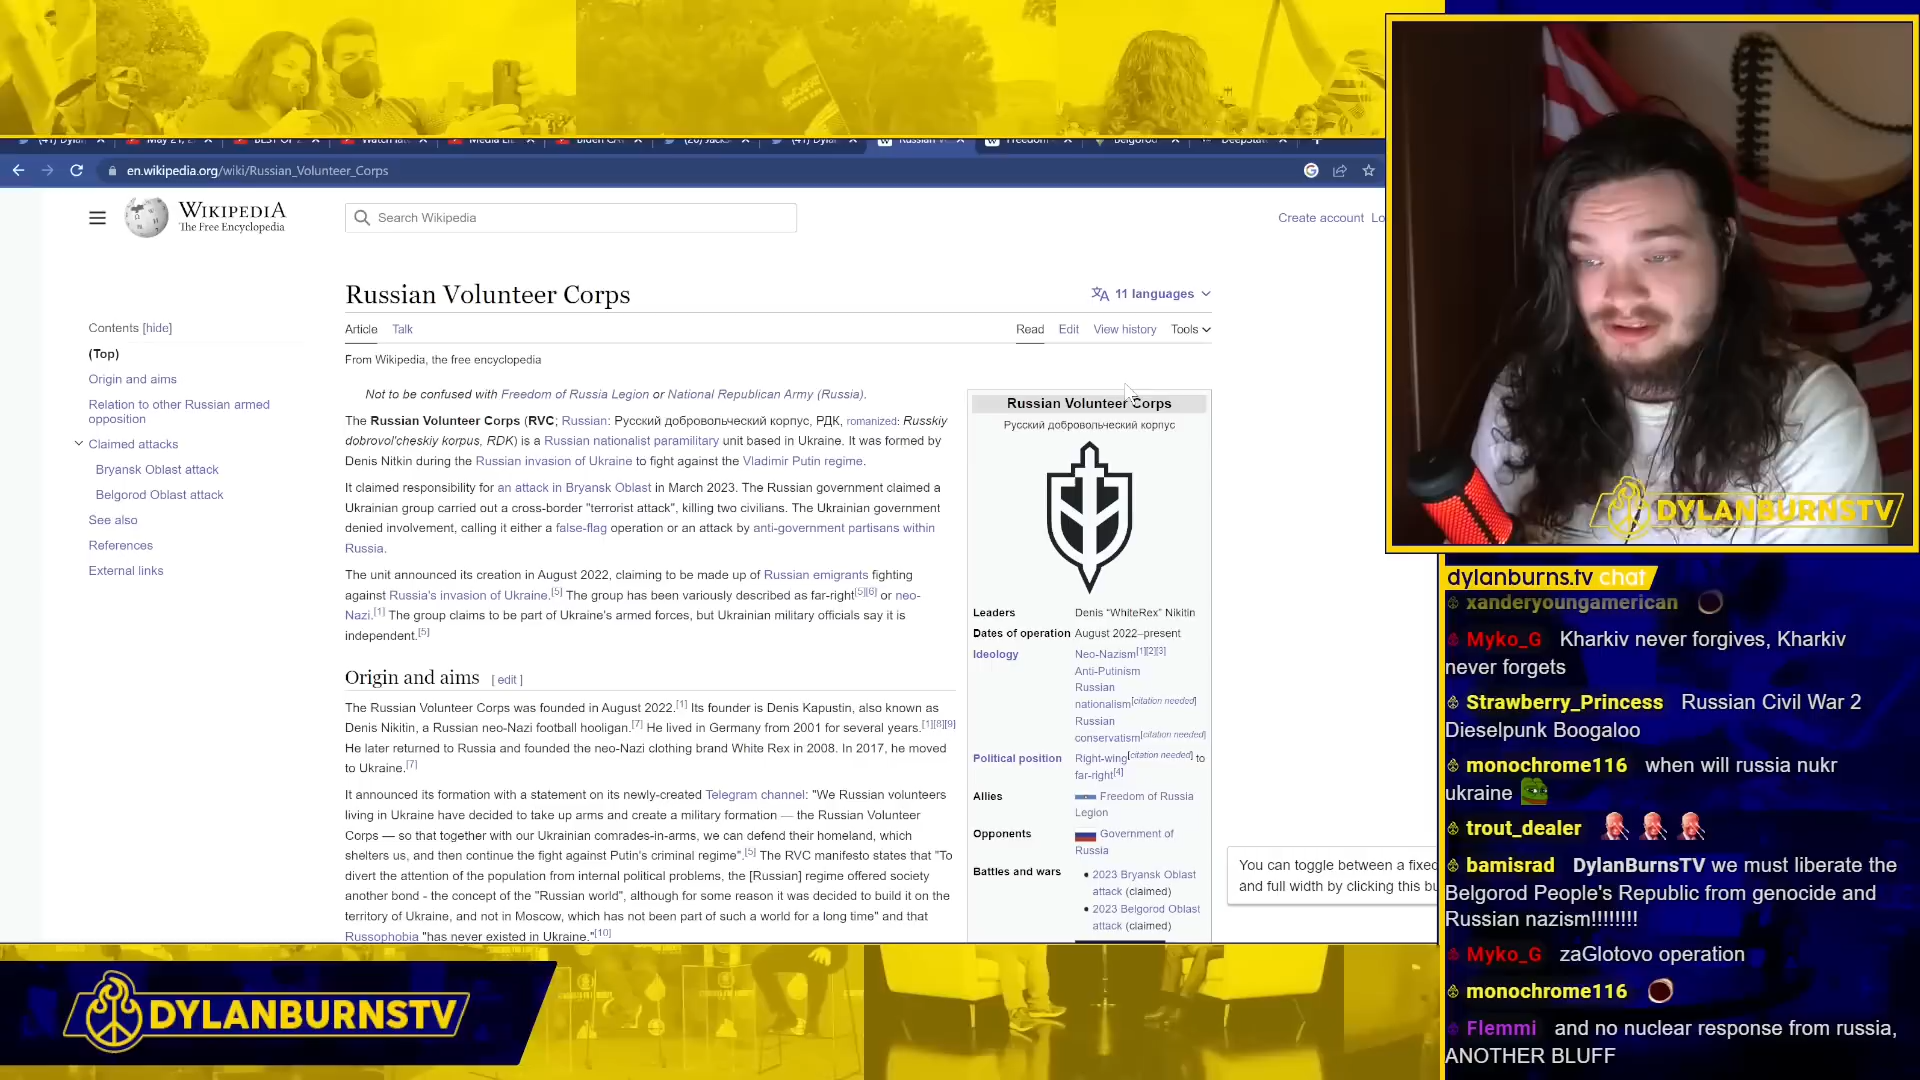 en.wikipedia.org/wiki/Russian_Volunteer_Corps
WIKIPEDIA
The Free Encyclopedia
Search Wikipedia
Create account Lo
Russian Volunteer Corps
11 languages
Article Talk
Read Edit View history Tools
From Wikipedia, the free encyclopedia
Contents [hide]
(Top)
Origin and aims
Relation to other Russian armed
opposition
Claimed attacks
Bryansk Oblast attack
Belgorod Oblast attack
See also
References
External links
Not to be confused with Freedom of Russia Legion or National Republican Army (Russia).
The Russian Volunteer Corps (RVC; Russian: Русский добровольческий корпус, РДК, romanized: Russkiy
dobrovol'cheskiy korpus, RDK) is a Russian nationalist paramilitary unit based in Ukraine. It was formed by
Denis Nitkin during the Russian invasion of Ukraine to fight against the Vladimir Putin regime.
It claimed responsibility for an attack in Bryansk Oblast in March 2023. The Russian government claimed a
Ukrainian group carried out a cross-border "terrorist attack", killing two civilians. The Ukrainian government
denied involvement, calling it either a false-flag operation or an attack by anti-government partisans within
Russia.
The unit announced its creation in August 2022, claiming to be made up of Russian emigrants fighting
against Russia's invasion of Ukraine.[5] The group has been variously described as far-right[5][6] or neo-
Nazi.[1] The group claims to be part of Ukraine's armed forces, but Ukrainian military officials say it is
independent.[5]
Origin and aims [ edit ]
The Russian Volunteer Corps was founded in August 2022.[1] Its founder is Denis Kapustin, also known as
Denis Nikitin, a Russian neo-Nazi football hooligan.[7] He lived in Germany from 2001 for several years.[1][8][9]
He later returned to Russia and founded the neo-Nazi clothing brand White Rex in 2008. In 2017, he moved
to Ukraine.[7]
It announced its formation with a statement on its newly-created Telegram channel: "We Russian volunteers
living in Ukraine have decided to take up arms and create a military formation — the Russian Volunteer
Corps — so that together with our Ukrainian comrades-in-arms, we can defend their homeland, which
shelters us, and then continue the fight against Putin's criminal regime".[5] The RVC manifesto states that "To
divert the attention of the population from internal political problems, the [Russian] regime offered society
another bond - the concept of the "Russian world", although for some reason it was decided to build it on the
territory of Ukraine, and not in Moscow, which has not been part of such a world for a long time" and that
Russophobia "has never existed in Ukraine."[10]
Russian Volunteer Corps
Русский добровольческий корпус
Leaders Denis "WhiteRex" Nikitin
Dates of operation August 2022–present
Ideology Neo-Nazism[1][2][3]
Anti-Putinism
Russian
nationalism[citation needed]
Russian
conservatism[citation needed]
Political position Right-wing[citation needed] to
far-right[4]
Allies Freedom of Russia
Legion
Opponents Government of
Russia
Battles and wars • 2023 Bryansk Oblast
attack (claimed)
• 2023 Belgorod Oblast
attack (claimed)
You can toggle between a fixed
and full width by clicking this bu
DYLANBURNSTV
dylanburns.tv chat
xanderyoungamerican
Myko_G Kharkiv never forgives, Kharkiv
never forgets
Strawberry_Princess Russian Civil War 2
Dieselpunk Boogaloo
monochrome116 when will russia nukr
ukraine
trout_dealer
bamisrad DylanBurnsTV we must liberate the
Belgorod People's Republic from genocide and
Russian nazism!!!!!!!!
Myko_G zaGlotovo operation
monochrome116
Flemmi and no nuclear response from russia,
ANOTHER BLUFF
DYLANBURNSTV